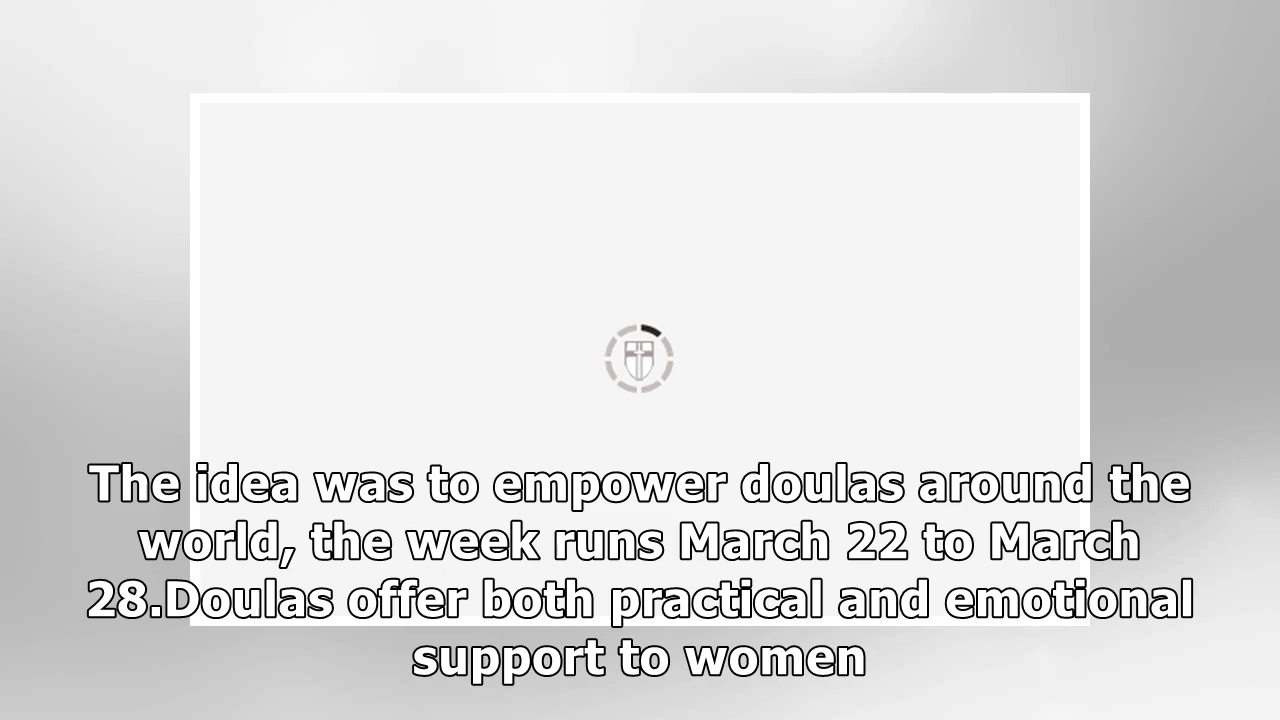 The idea was to empower doulas around the
world, the week runs March 22 to March
28.Doulas offer both practical and emotional
support to women